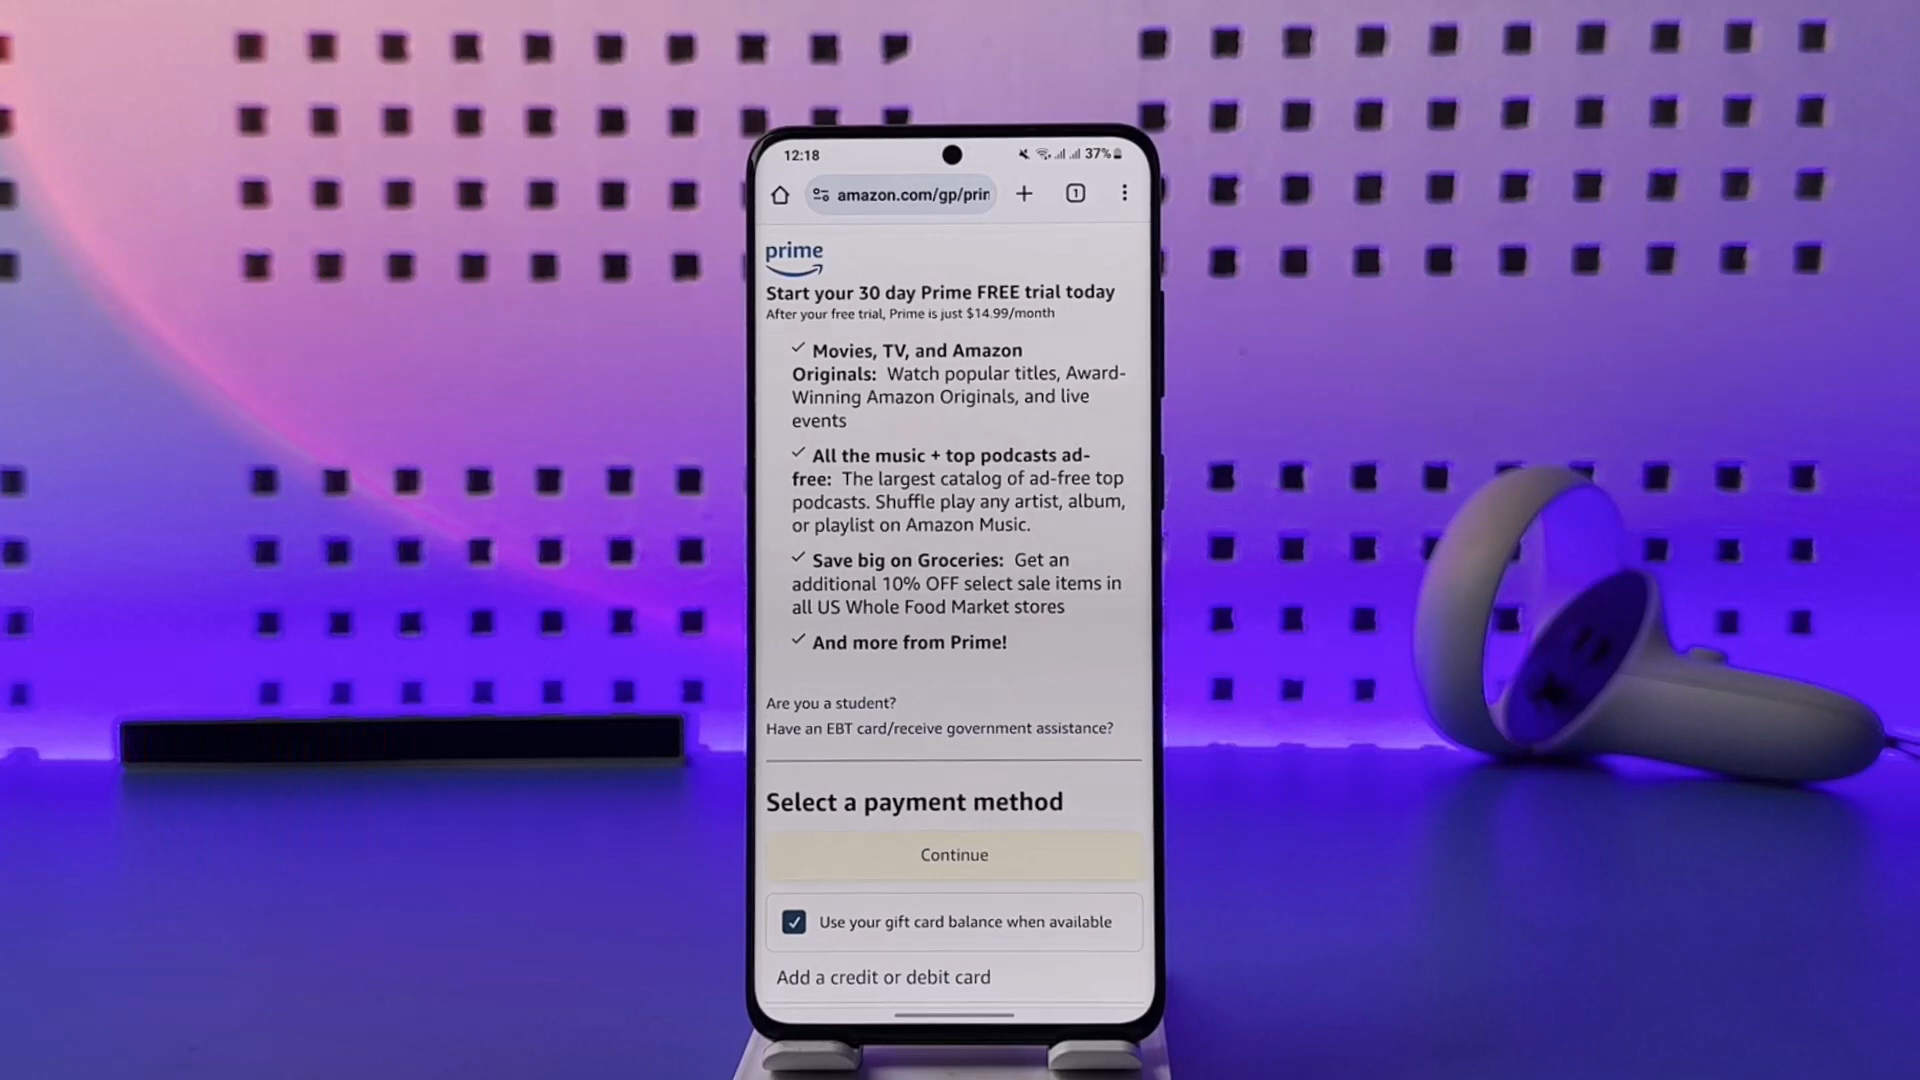 12:18
37%
amazon.com/gp/prin
1
prime
Start your 30 day Prime FREE trial today
After your free trial, Prime is just $14.99/month
Movies, TV, and Amazon
Originals: Watch popular titles, Award-
Winning Amazon Originals, and live
events
All the music + top podcasts ad-
free: The largest catalog of ad-free top
podcasts. Shuffle play any artist, album,
or playlist on Amazon Music.
Save big on Groceries: Get an
additional 10% OFF select sale items in
all US Whole Food Market stores
And more from Prime!
Are you a student?
Have an EBT card/receive government assistance?
Select a payment method
Continue
Use your gift card balance when available
Add a credit or debit card